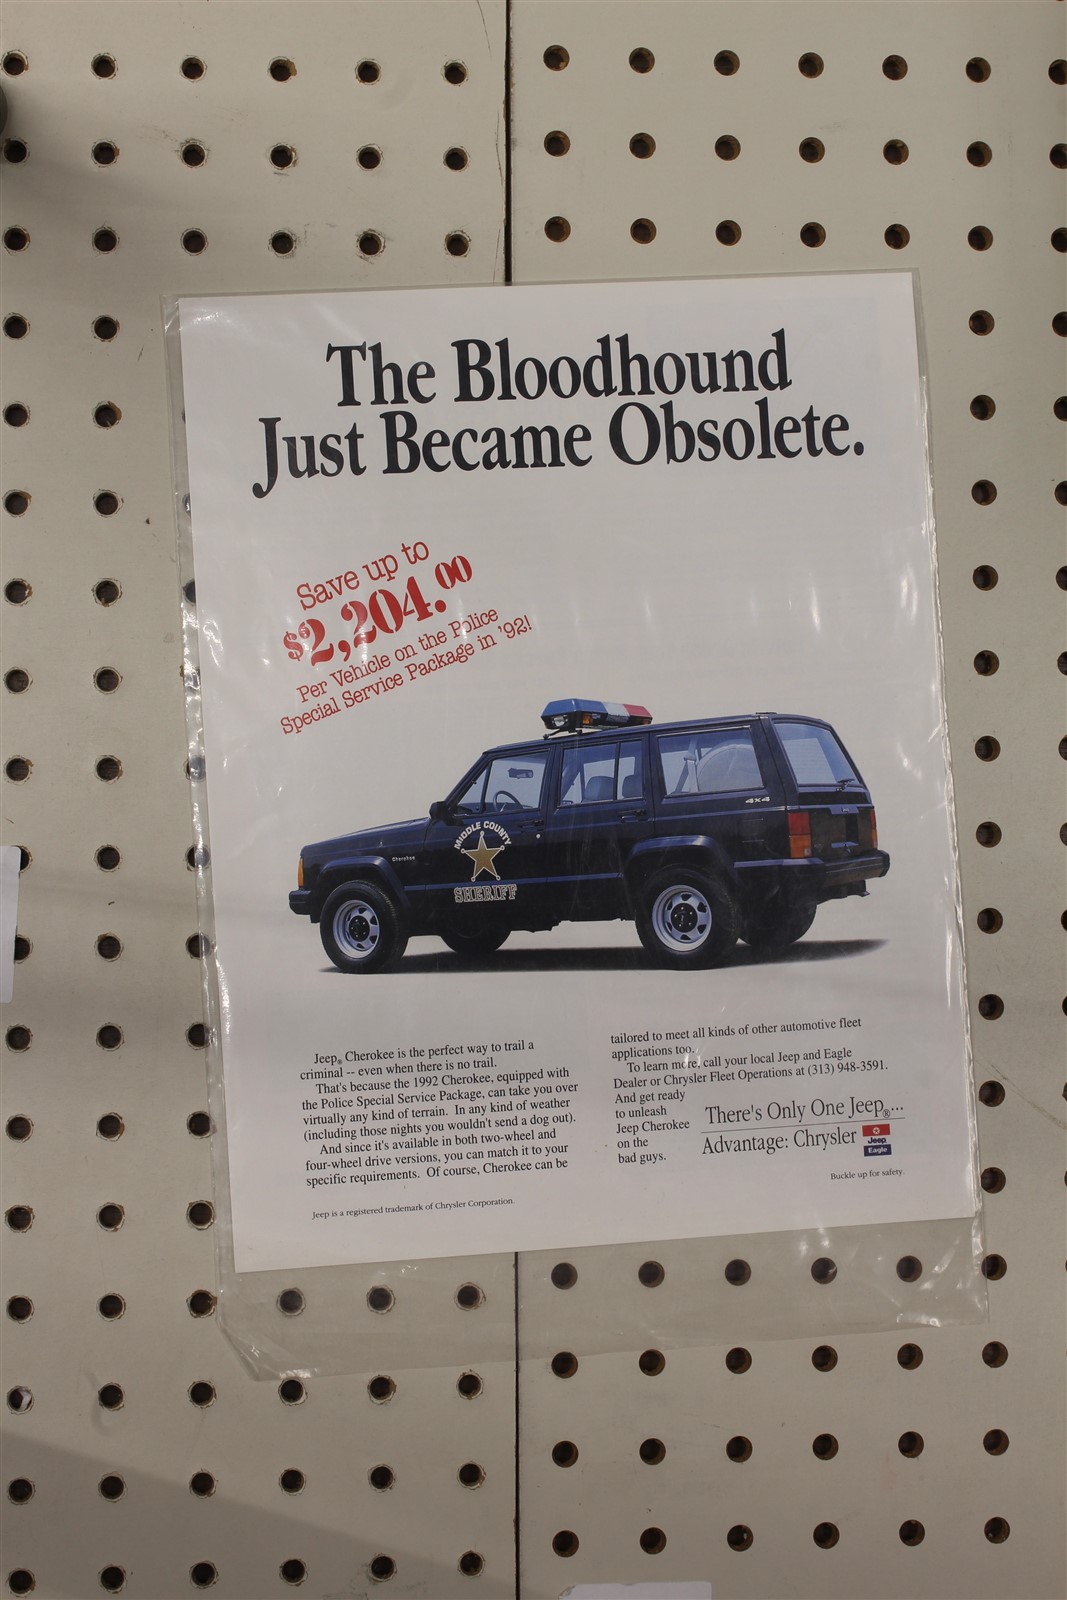 The Bloodhound
Just Became Obsolete.
Save up to
$2,204.00
Per Vehicle on the Police
Special Service Package in '92!
4x4
Cherokee
MIDDLE COUNTY
SHERIFF
Jeep® Cherokee is the perfect way to trail a
criminal -- even when there is no trail.
That's because the 1992 Cherokee, equipped with
the Police Special Service Package, can take you over
virtually any kind of terrain. In any kind of weather
(including those nights you wouldn't send a dog out).
And since it's available in both two-wheel and
four-wheel drive versions, you can match it to your
specific requirements. Of course, Cherokee can be
tailored to meet all kinds of other automotive fleet
applications too.
To learn more, call your local Jeep and Eagle
Dealer or Chrysler Fleet Operations at (313) 948-3591.
And get ready
to unleash
Jeep Cherokee
on the
bad guys.
There's Only One Jeep®...
Advantage: Chrysler
Jeep
Eagle
Buckle up for safety.
Jeep is a registered trademark of Chrysler Corporation.